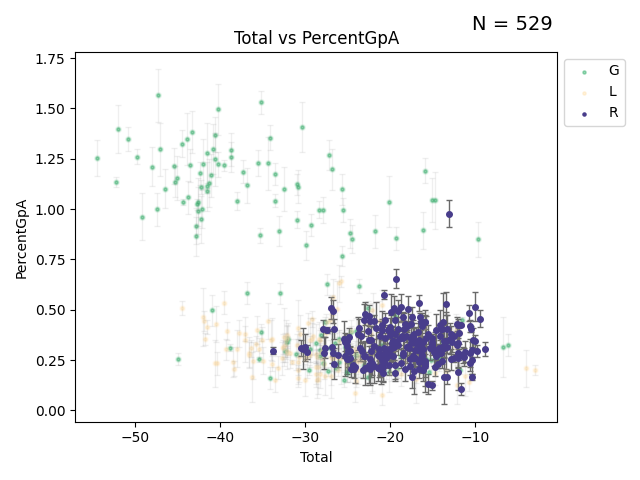 N = 529
Total vs PercentGpA
G
L
R
PercentGpA
1.75
1.50
1.25
1.00
0.75
0.50
0.25
0.00
−50
−40
−30
−20
−10
Total